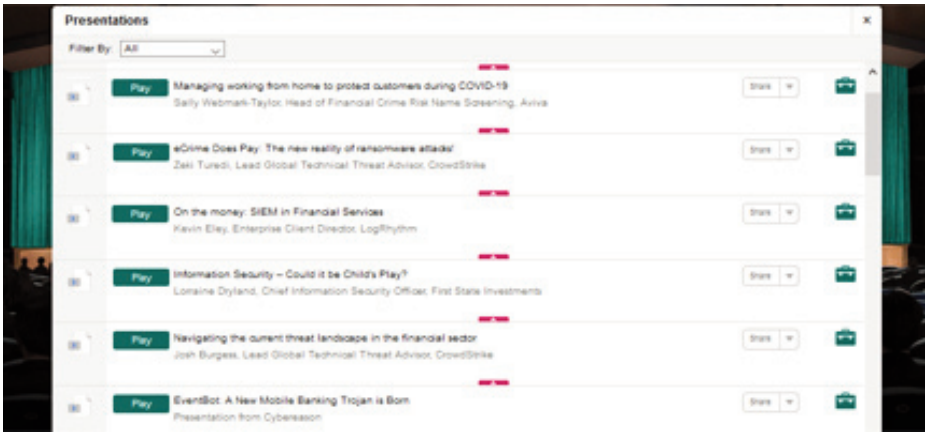 Presentations
×
Filter By: All
Play
Managing working from home to protect customers during COVID-19
Share
Sally Webmark-Taylor, Head of Financial Crime Risk Name Screening, Aviva
Play
eCrime Does Pay: The new reality of ransomware attacks!
Share
Zeki Turedi, Lead Global Technical Threat Advisor, CrowdStrike
Play
On the money: SIEM in Financial Services
Share
Kevin Eley, Enterprise Client Director, LogRhythm
Play
Information Security – Could it be Child's Play?
Share
Lorraine Dryland, Chief Information Security Officer, First State Investments
Play
Navigating the current threat landscape in the financial sector
Share
Josh Burgess, Lead Global Technical Threat Advisor, CrowdStrike
Play
EventBot: A New Mobile Banking Trojan is Born
Share
Presentation from Cybereason